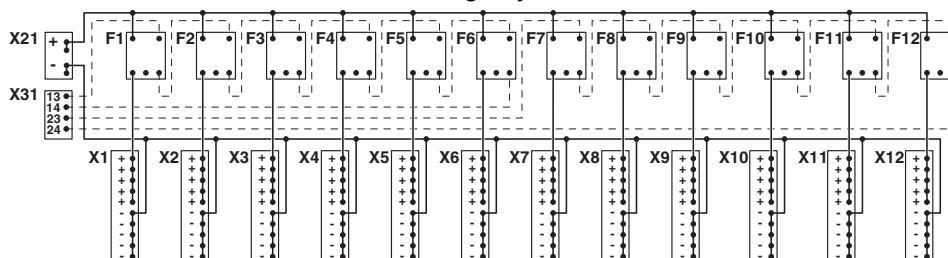 X21 + F1 F2 F3 F4 F5 F6 F7 F8 F9 F10 F11 F12
-
X31 13
14
23
24
X1 + X2 + X3 + X4 + X5 + X6 + X7 + X8 + X9 + X10 + X11 + X12 +
+ + + + + + + + + + + +
+ + + + + + + + + + + +
+ + + + + + + + + + + +
+ + + + + + + + + + + +
- - - - - - - - - - - -
- - - - - - - - - - - -
- - - - - - - - - - - -
- - - - - - - - - - - -
- - - - - - - - - - - -